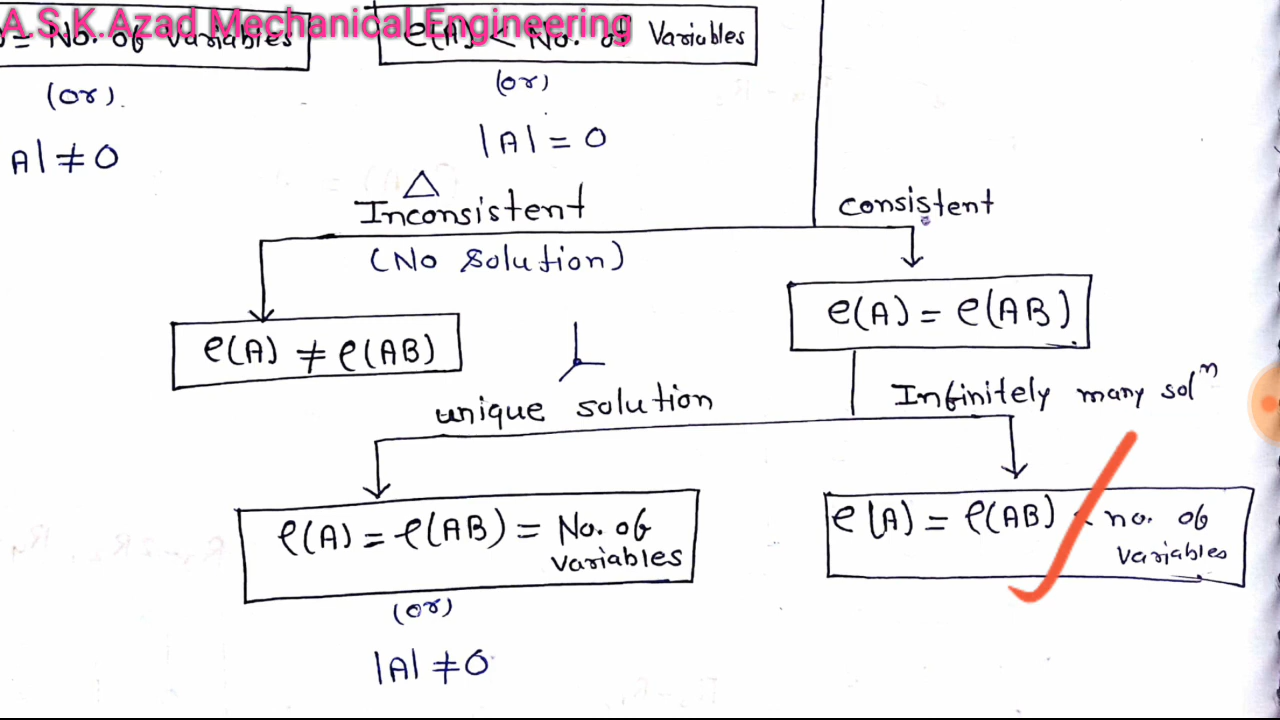 A.S.K.Azad Mechanical Engineering
= No. of variables
ρ(A) < No. of Variables
(or).
(or)
A| ≠ 0
|A| = 0
△
Inconsistent
consistent
(No Solution)
ρ(A) = ρ(AB)
ρ(A) ≠ ρ(AB)
unique solution
Infinitely many solⁿ
ρ(A) = ρ(AB) = No. of
variables
ρ(A) = ρ(AB) < no. of
variables
(or)
|A| ≠ 0